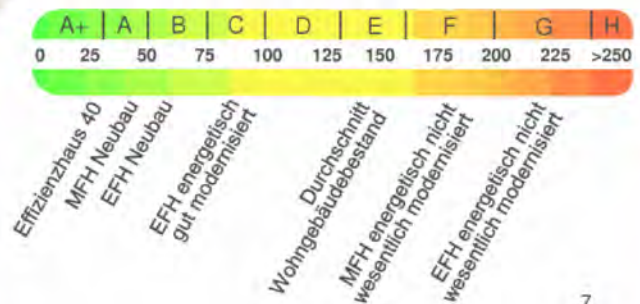 A+ A B C D E F G H
0 25 50 75 100 125 150 175 200 225 >250
Effizienzhaus 40
MFH Neubau
EFH Neubau
EFH energetisch
gut modernisiert
Durchschnitt
Wohngebäudebestand
MFH energetisch nicht
wesentlich modernisiert
EFH energetisch nicht
wesentlich modernisiert